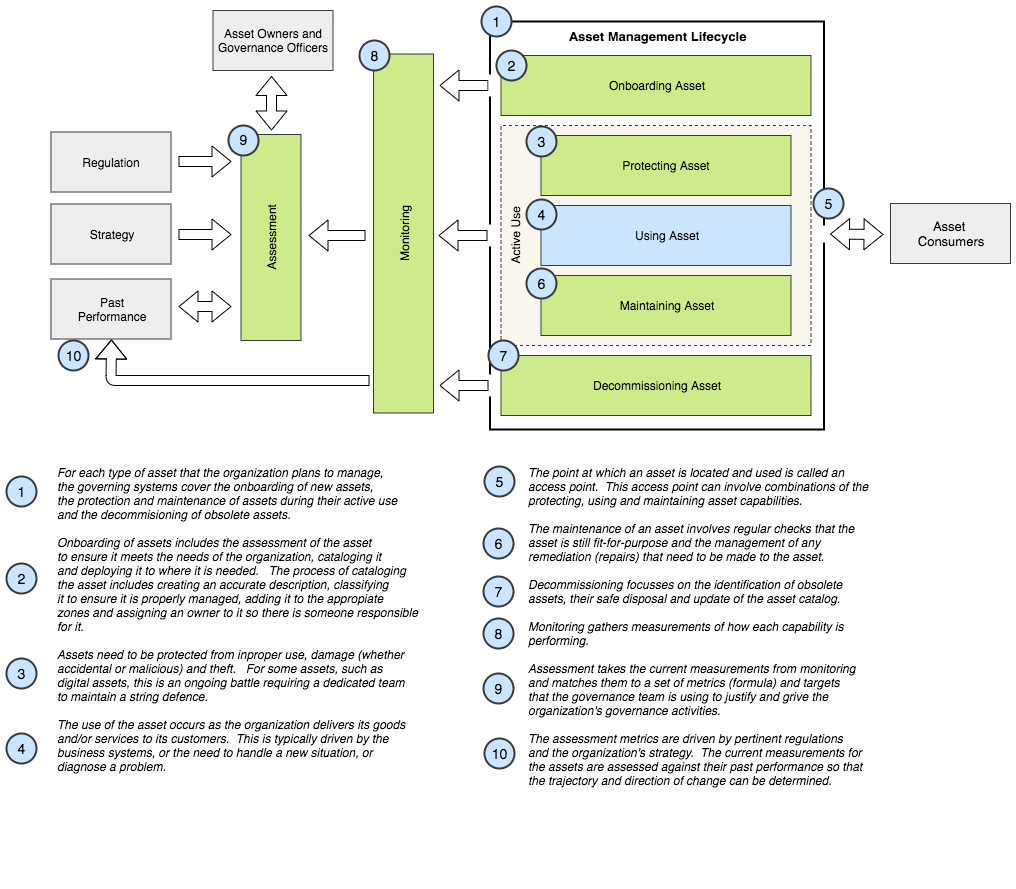 Asset Owners and
Governance Officers
1
Asset Management Lifecycle
8
2
Onboarding Asset
9
Regulation
3
Protecting Asset
Strategy
Assessment
Monitoring
Active Use
4
Using Asset
5
Asset
Consumers
Past
Performance
6
Maintaining Asset
10
7
Decommissioning Asset
1
For each type of asset that the organization plans to manage,
the governing systems cover the onboarding of new assets,
the protection and maintenance of assets during their active use
and the decommisioning of obsolete assets.
2
Onboarding of assets includes the assessment of the asset
to ensure it meets the needs of the organization, cataloging it
and deploying it to where it is needed.   The process of cataloging
the asset includes creating an accurate description, classifying
it to ensure it is properly managed, adding it to the appropiate
zones and assigning an owner to it so there is someone responsible
for it.
3
Assets need to be protected from inproper use, damage (whether
accidental or malicious) and theft.   For some assets, such as
digital assets, this is an ongoing battle requiring a dedicated team
to maintain a string defence.
4
The use of the asset occurs as the organization delivers its goods
and/or services to its customers.  This is typically driven by the
business systems, or the need to handle a new situation, or
diagnose a problem.
5
The point at which an asset is located and used is called an
access point.  This access point can involve combinations of the
protecting, using and maintaining asset capabilities.
6
The maintenance of an asset involves regular checks that the
asset is still fit-for-purpose and the management of any
remediation (repairs) that need to be made to the asset.
7
Decommissioning focusses on the identification of obsolete
assets, their safe disposal and update of the asset catalog.
8
Monitoring gathers measurements of how each capability is
performing.
9
Assessment takes the current measurements from monitoring
and matches them to a set of metrics (formula) and targets
that the governance team is using to justify and grive the
organization's governance activities.
10
The assessment metrics are driven by pertinent regulations
and the organization's strategy.  The current measurements for
the assets are assessed against their past performance so that
the trajectory and direction of change can be determined.